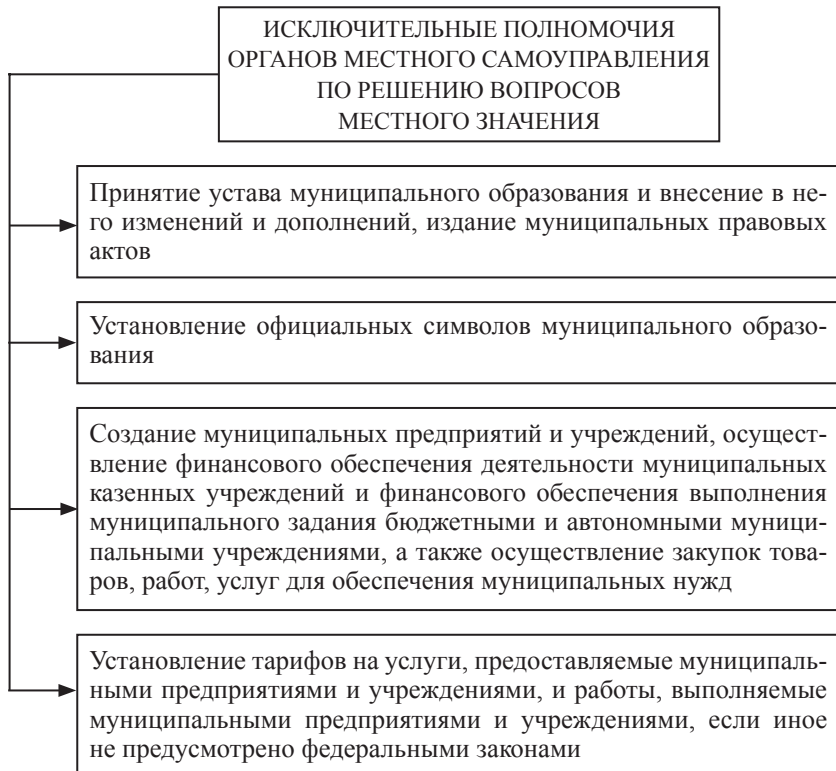 ИСКЛЮЧИТЕЛЬНЫЕ ПОЛНОМОЧИЯ
ОРГАНОВ МЕСТНОГО САМОУПРАВЛЕНИЯ
ПО РЕШЕНИЮ ВОПРОСОВ
МЕСТНОГО ЗНАЧЕНИЯ
Принятие устава муниципального образования и внесение в не-
го изменений и дополнений, издание муниципальных правовых
актов
Установление официальных символов муниципального образо-
вания
Создание муниципальных предприятий и учреждений, осущест-
вление финансового обеспечения деятельности муниципальных
казенных учреждений и финансового обеспечения выполнения
муниципального задания бюджетными и автономными муници-
пальными учреждениями, а также осуществление закупок това-
ров, работ, услуг для обеспечения муниципальных нужд
Установление тарифов на услуги, предоставляемые муниципаль-
ными предприятиями и учреждениями, и работы, выполняемые
муниципальными предприятиями и учреждениями, если иное
не предусмотрено федеральными законами